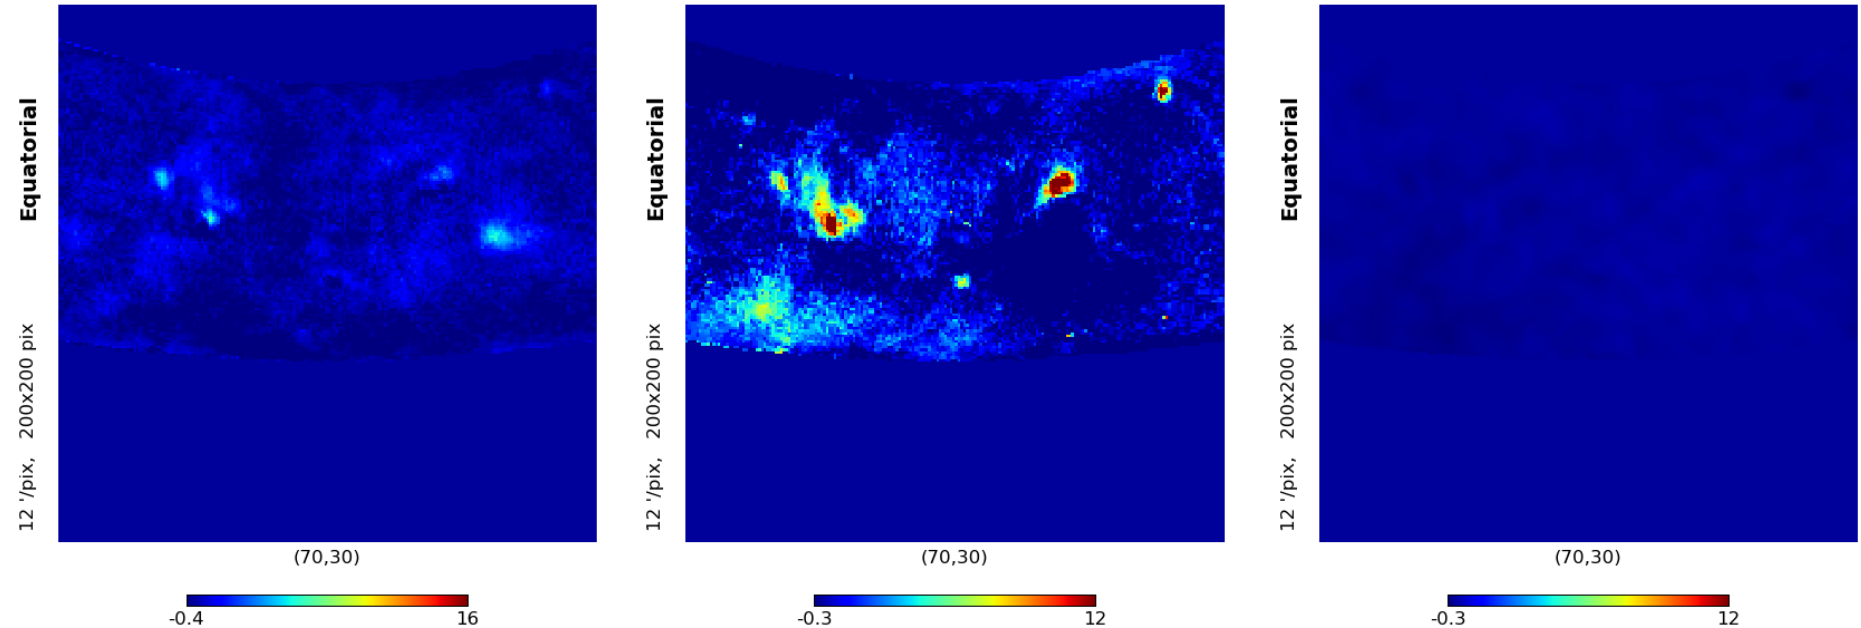 Equatorial
12 '/pix,   200x200 pix
(70,30)
-0.4
16
Equatorial
12 '/pix,   200x200 pix
(70,30)
-0.3
12
Equatorial
12 '/pix,   200x200 pix
(70,30)
-0.3
12